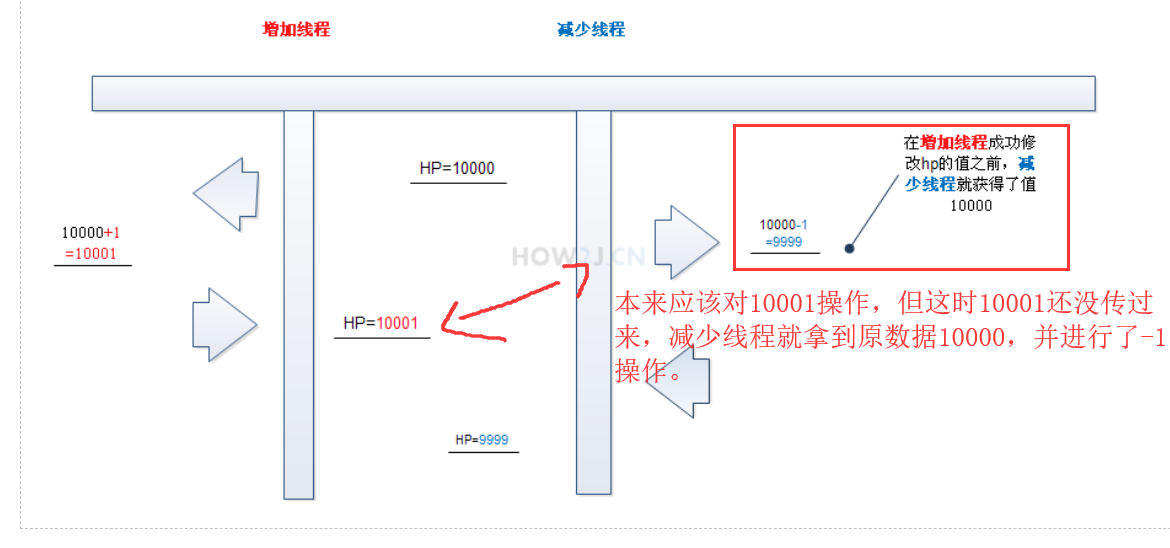 增加线程
减少线程
HP=10000
在增加线程成功修
改hp的值之前，减
少线程就获得了值
10000
10000+1
=10001
10000-1
=9999
HOW2J.CN
HP=10001
本来应该对10001操作，但这时10001还没传过
来，减少线程就拿到原数据10000，并进行了-1
操作。
HP=9999